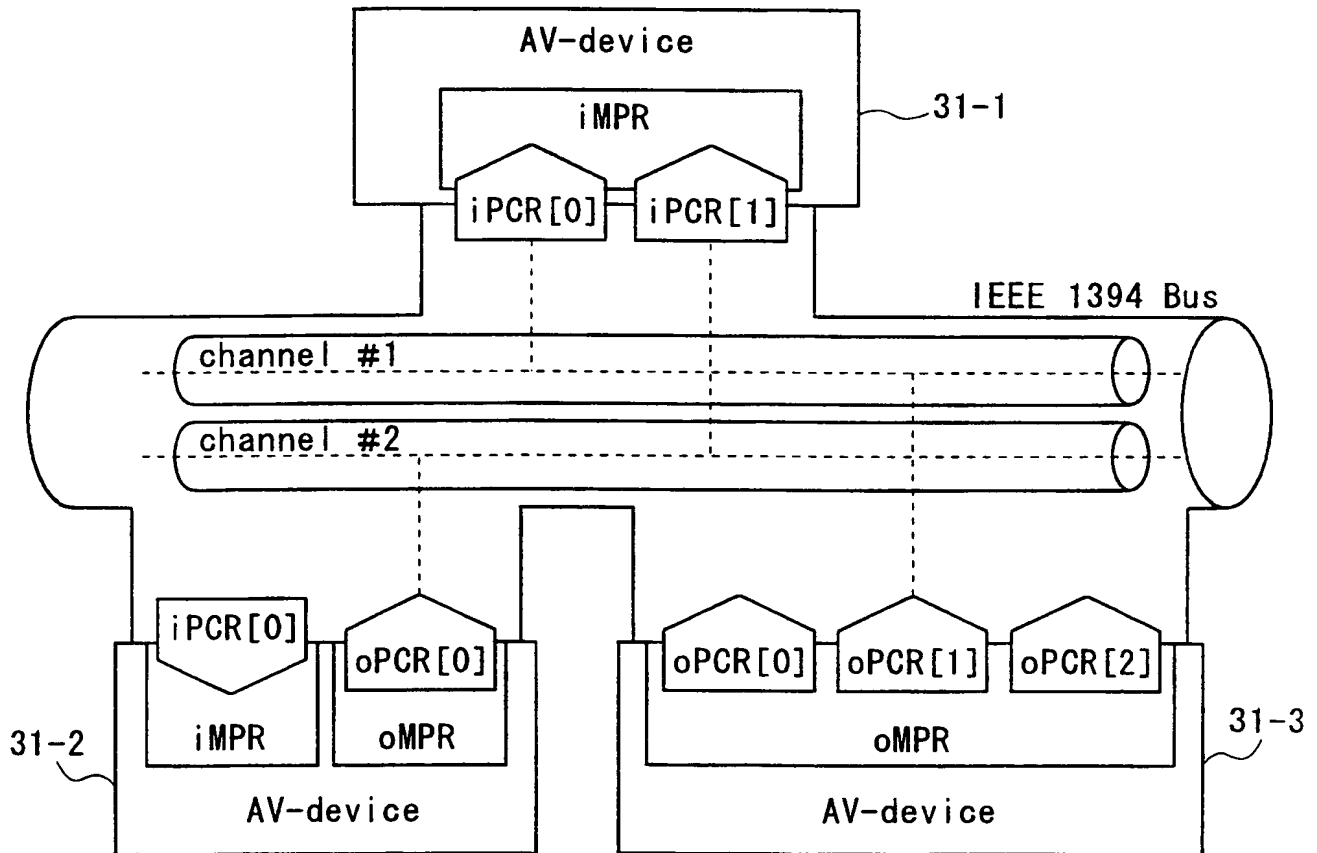 AV-device
iMPR
31-1
iPCR[0]
iPCR[1]
IEEE 1394 Bus
channel #1
channel #2
iPCR[0]
oPCR[0]
oPCR[0]
oPCR[1]
oPCR[2]
31-2
iMPR
oMPR
oMPR
31-3
AV-device
AV-device